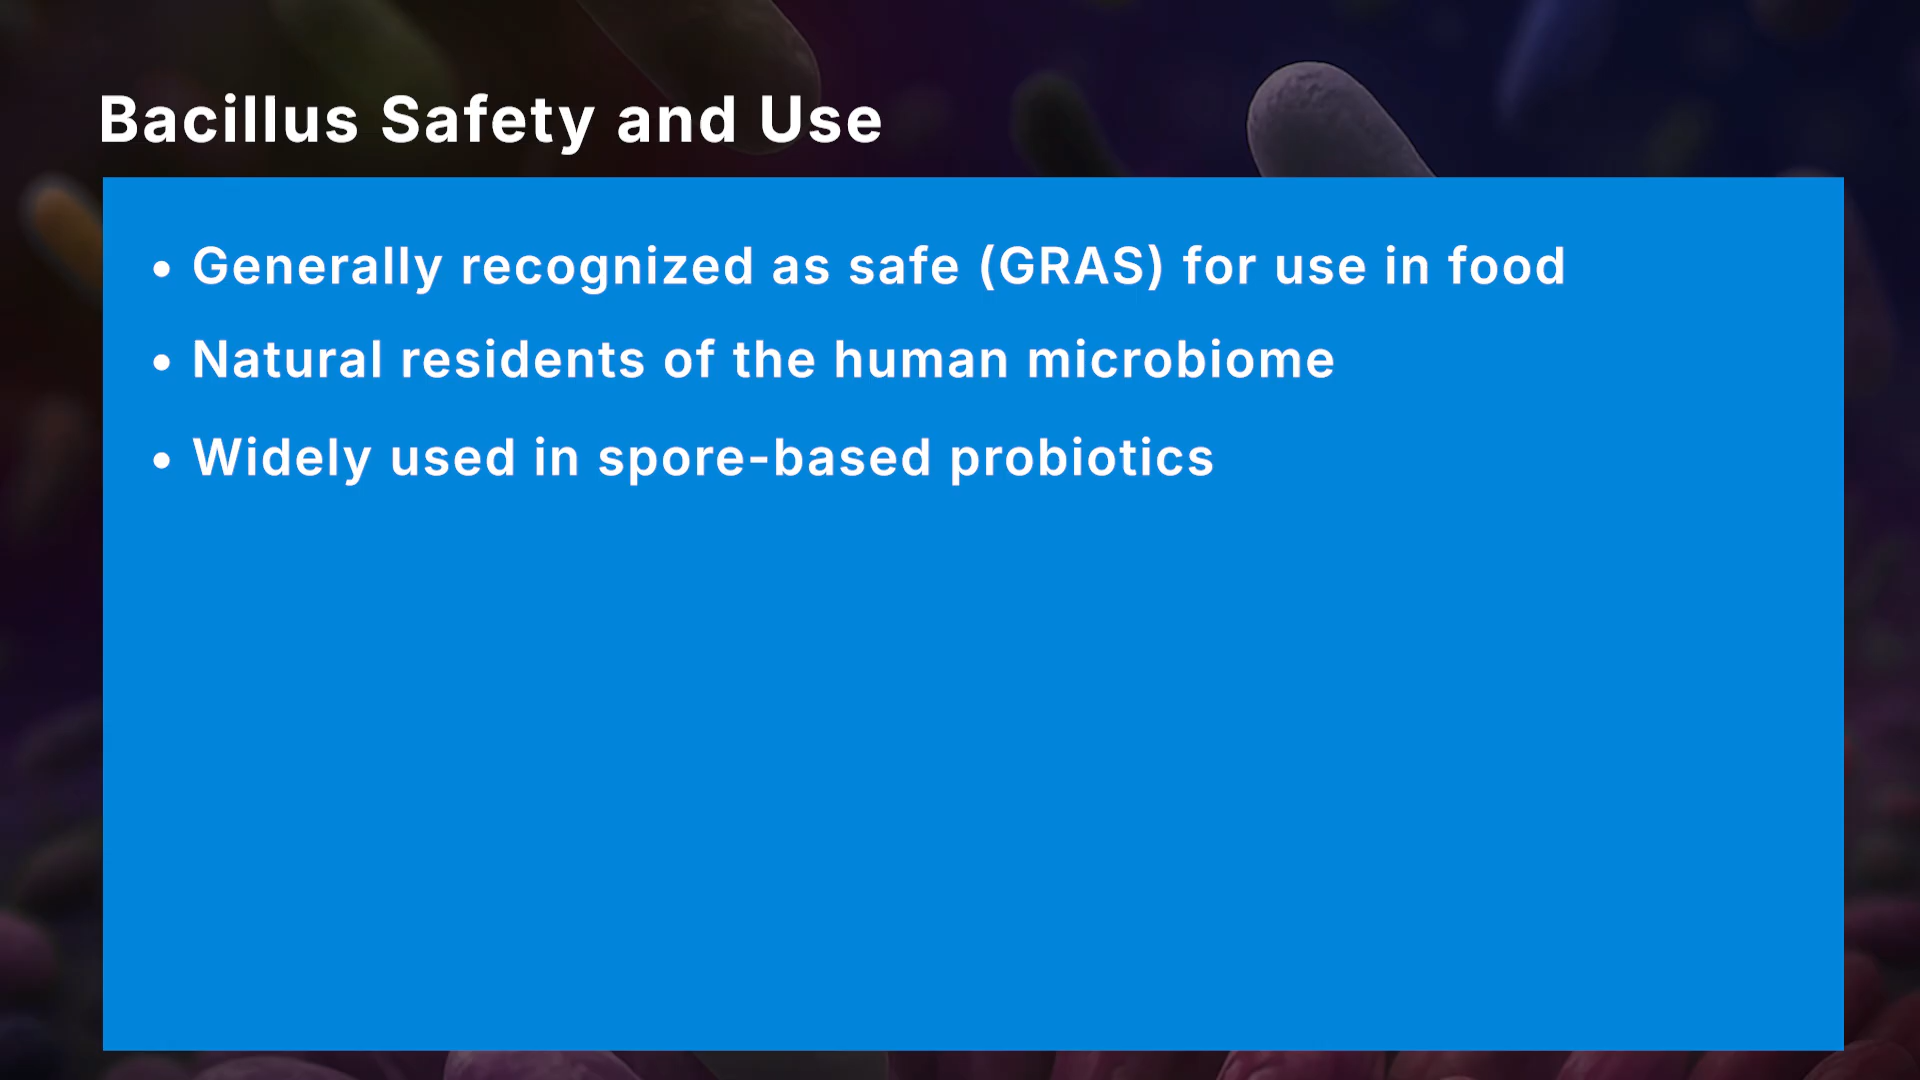 Bacillus Safety and Use
• Generally recognized as safe (GRAS) for use in food
• Natural residents of the human microbiome
• Widely used in spore-based probiotics